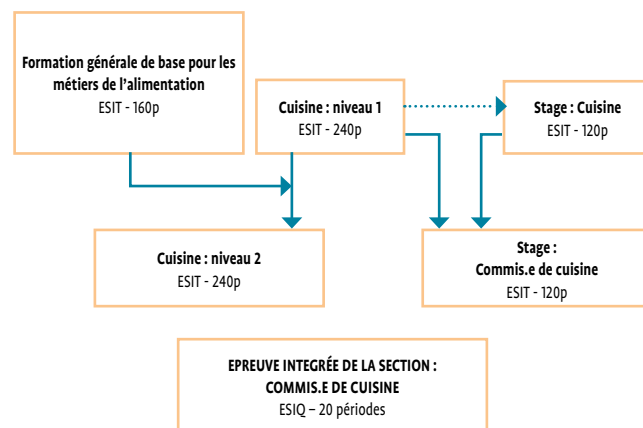 Formation générale de base pour les
métiers de l'alimentation
ESIT - 160p
Cuisine : niveau 1
ESIT - 240p
Stage : Cuisine
ESIT - 120p
Cuisine : niveau 2
ESIT - 240p
Stage :
Commis.e de cuisine
ESIT - 120p
EPREUVE INTEGRÉE DE LA SECTION :
COMMIS.E DE CUISINE
ESIQ – 20 périodes